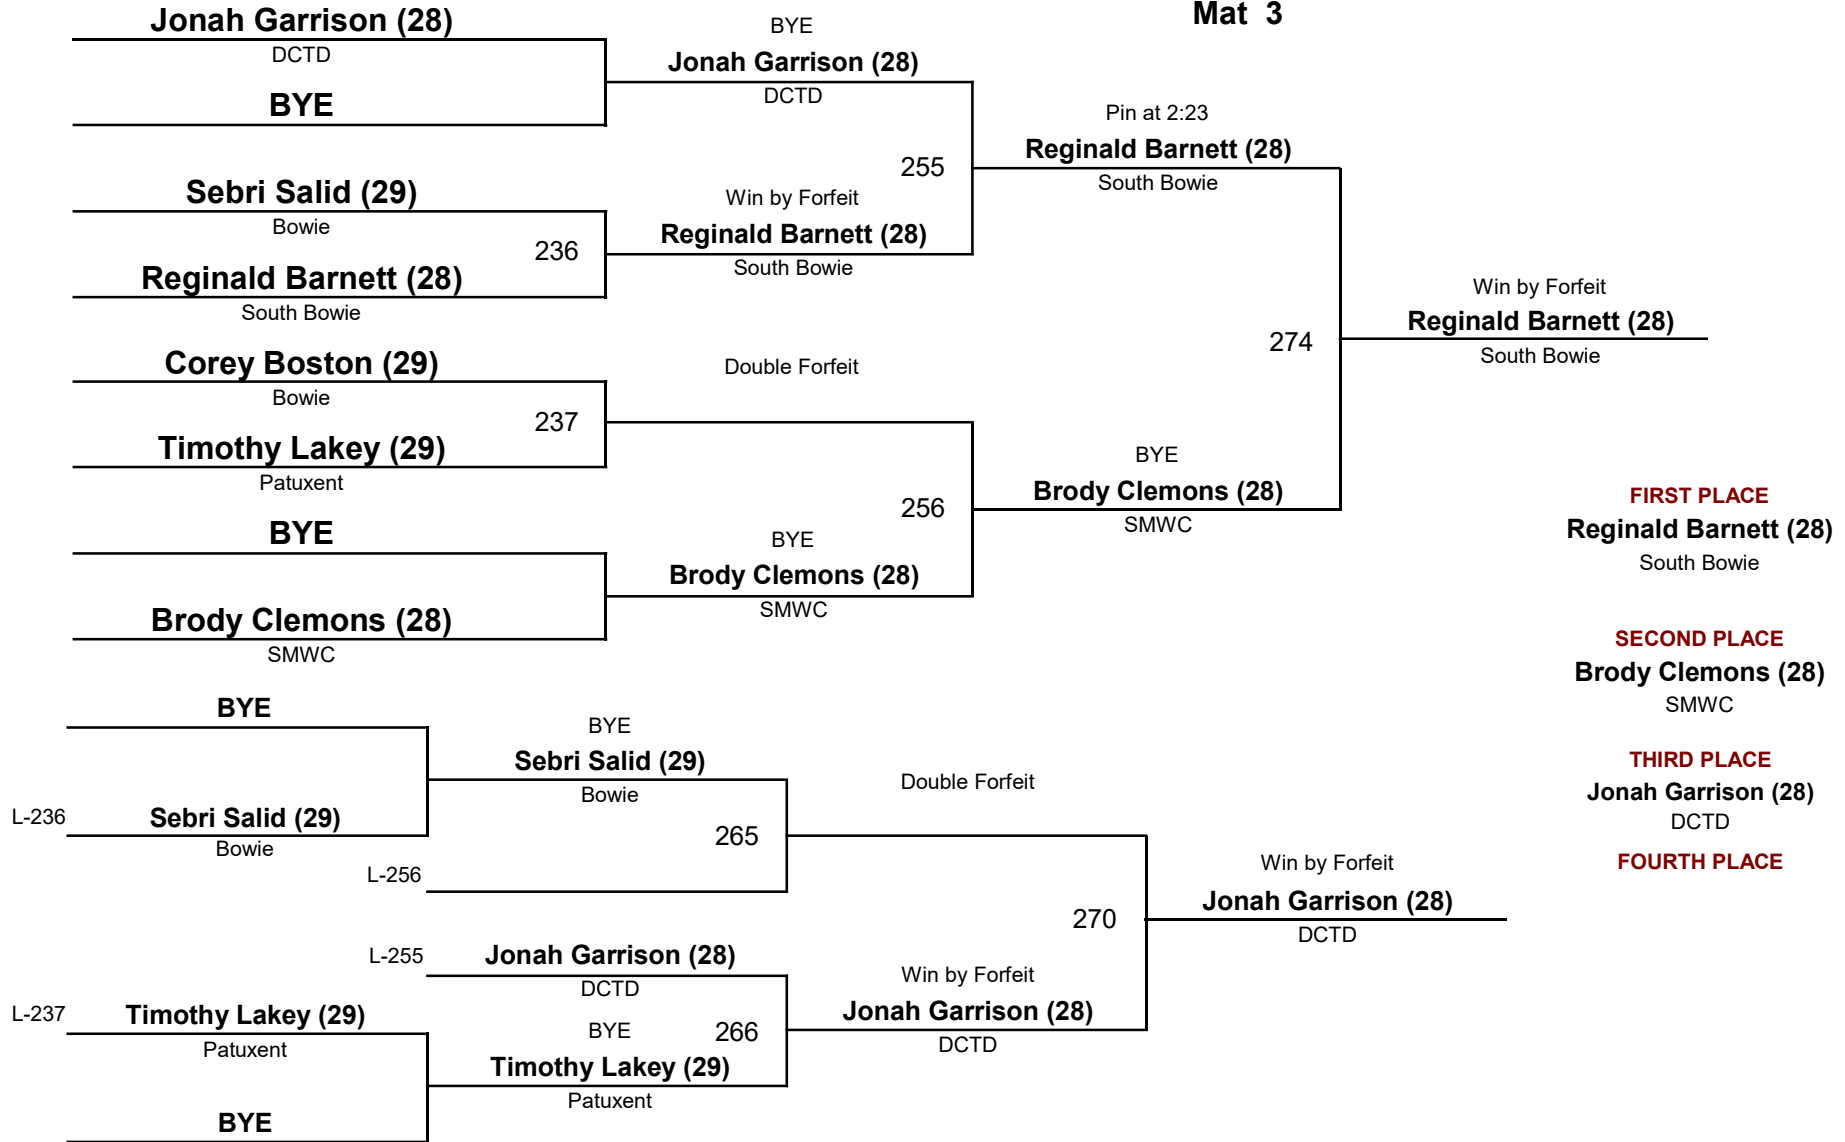 Mat 3
Jonah Garrison (28)
DCTD
BYE
Sebri Salid (29)
Bowie
236
Reginald Barnett (28)
South Bowie
Corey Boston (29)
Bowie
237
Timothy Lakey (29)
Patuxent
BYE
Brody Clemons (28)
SMWC
BYE
Jonah Garrison (28)
DCTD
255
Win by Forfeit
Reginald Barnett (28)
South Bowie
Double Forfeit
256
BYE
Brody Clemons (28)
SMWC
Pin at 2:23
Reginald Barnett (28)
South Bowie
274
BYE
Brody Clemons (28)
SMWC
Win by Forfeit
Reginald Barnett (28)
South Bowie
FIRST PLACE
Reginald Barnett (28)
South Bowie
SECOND PLACE
Brody Clemons (28)
SMWC
THIRD PLACE
Jonah Garrison (28)
DCTD
FOURTH PLACE
BYE
L-236
Sebri Salid (29)
Bowie
BYE
Sebri Salid (29)
Bowie
265
L-256
L-255
Jonah Garrison (28)
DCTD
L-237
Timothy Lakey (29)
Patuxent
BYE
BYE
266
Timothy Lakey (29)
Patuxent
Double Forfeit
270
Win by Forfeit
Jonah Garrison (28)
DCTD
Win by Forfeit
Jonah Garrison (28)
DCTD